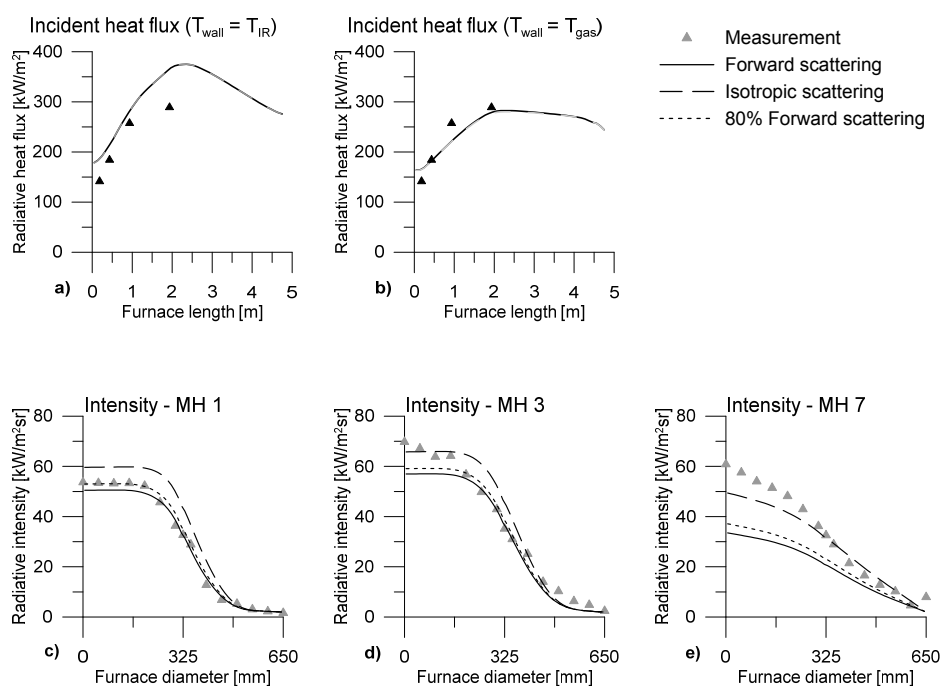 Incident heat flux (T_wall = T_IR)
400
300
200
100
0
Radiative heat flux [kW/m²]
a)
0 1 2 3 4 5
Furnace length [m]
Incident heat flux (T_wall = T_gas)
400
300
200
100
0
Radiative heat flux [kW/m²]
b)
0 1 2 3 4 5
Furnace length [m]
Measurement
Forward scattering
Isotropic scattering
80% Forward scattering
Intensity - MH 1
80
60
40
20
0
Radiative intensity [kW/m²sr]
c)
0 325 650
Furnace diameter [mm]
Intensity - MH 3
80
60
40
20
0
Radiative intensity [kW/m²sr]
d)
0 325 650
Furnace diameter [mm]
Intensity - MH 7
80
60
40
20
0
Radiative intensity [kW/m²sr]
e)
0 325 650
Furnace diameter [mm]